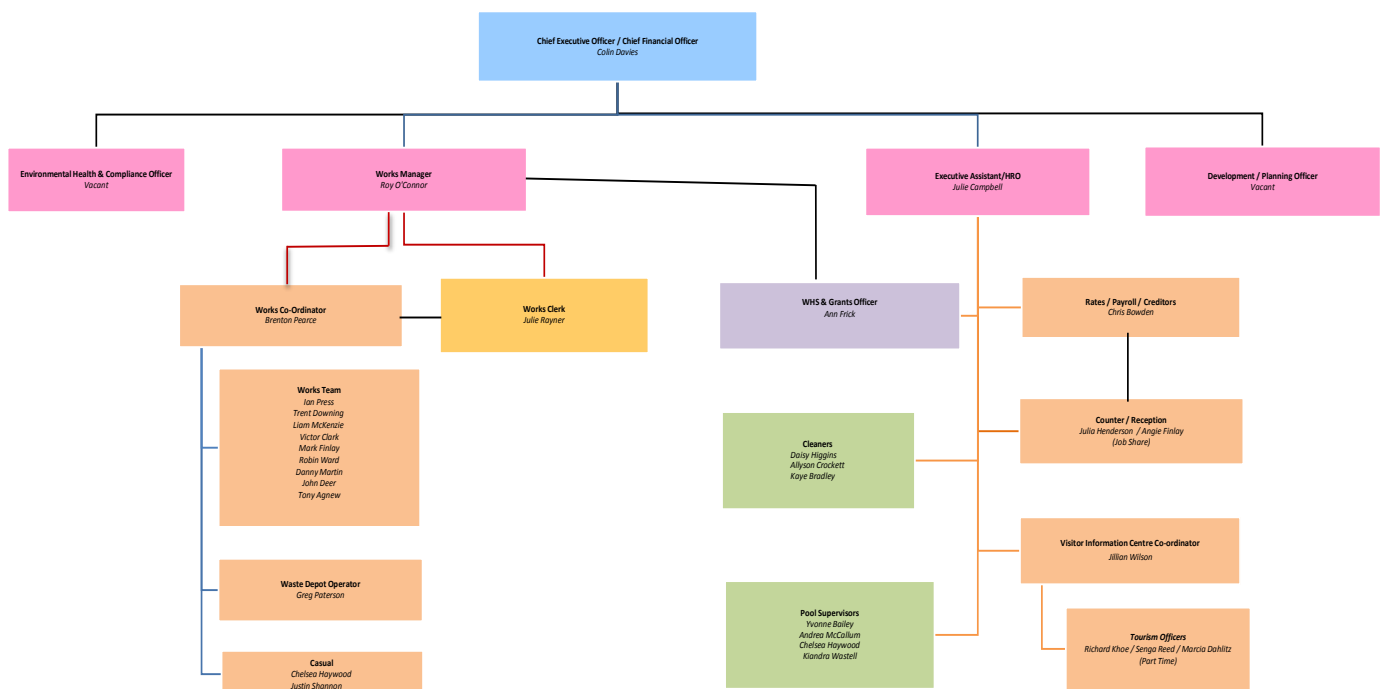 Chief Executive Officer / Chief Financial Officer
Colin Davies
Environmental Health & Compliance Officer
Vacant
Works Manager
Roy O'Connor
Executive Assistant/HRO
Julie Campbell
Development / Planning Officer
Vacant
Works Co-Ordinator
Brenton Pearce
Works Clerk
Julie Rayner
WHS & Grants Officer
Ann Frick
Rates / Payroll / Creditors
Chris Bowden
Works Team
Ian Press
Trent Downing
Liam McKenzie
Victor Clark
Mark Finlay
Robin Ward
Danny Martin
John Deer
Tony Agnew
Cleaners
Daisy Higgins
Allyson Crockett
Kaye Bradley
Counter / Reception
Julia Henderson / Angie Finlay
(Job Share)
Visitor Information Centre Co-ordinator
Jillian Wilson
Waste Depot Operator
Greg Paterson
Pool Supervisors
Yvonne Bailey
Andrea McCallum
Chelsea Haywood
Kiandra Wastell
Tourism Officers
Richard Khoe / Senga Reed / Marcia Dahlitz
(Part Time)
Casual
Chelsea Haywood
Justin Shannon